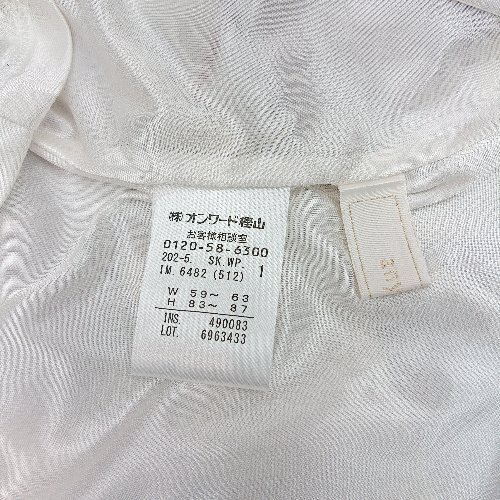 ㈱オンワード樫山
お客様相談室
0120-58-6300
202-5. SK.WP. 1
IM. 6482 (512)
W 59〜 63
H 83〜 87
INS. 490083
LOT. 6963433